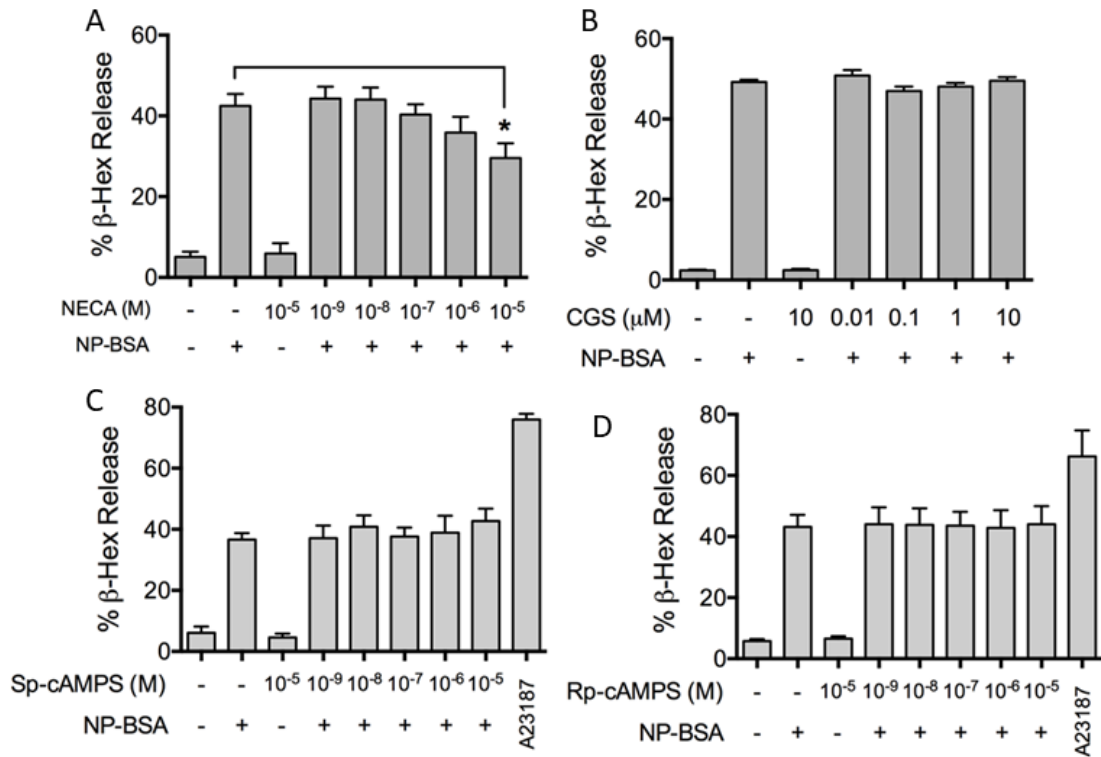 A
% β-Hex Release
60
40
20
0
*
NECA (M) - - 10⁻⁵ 10⁻⁹ 10⁻⁸ 10⁻⁷ 10⁻⁶ 10⁻⁵
NP-BSA - + - + + + + +
B
% β-Hex Release
60
40
20
0
CGS (μM) - - 10 0.01 0.1 1 10
NP-BSA - + - + + + +
C
% β-Hex Release
80
60
40
20
0
Sp-cAMPS (M) - - 10⁻⁵ 10⁻⁹ 10⁻⁸ 10⁻⁷ 10⁻⁶ 10⁻⁵
NP-BSA - + - + + + + +
A23187
D
% β-Hex Release
80
60
40
20
0
Rp-cAMPS (M) - - 10⁻⁵ 10⁻⁹ 10⁻⁸ 10⁻⁷ 10⁻⁶ 10⁻⁵
NP-BSA - + - + + + + +
A23187